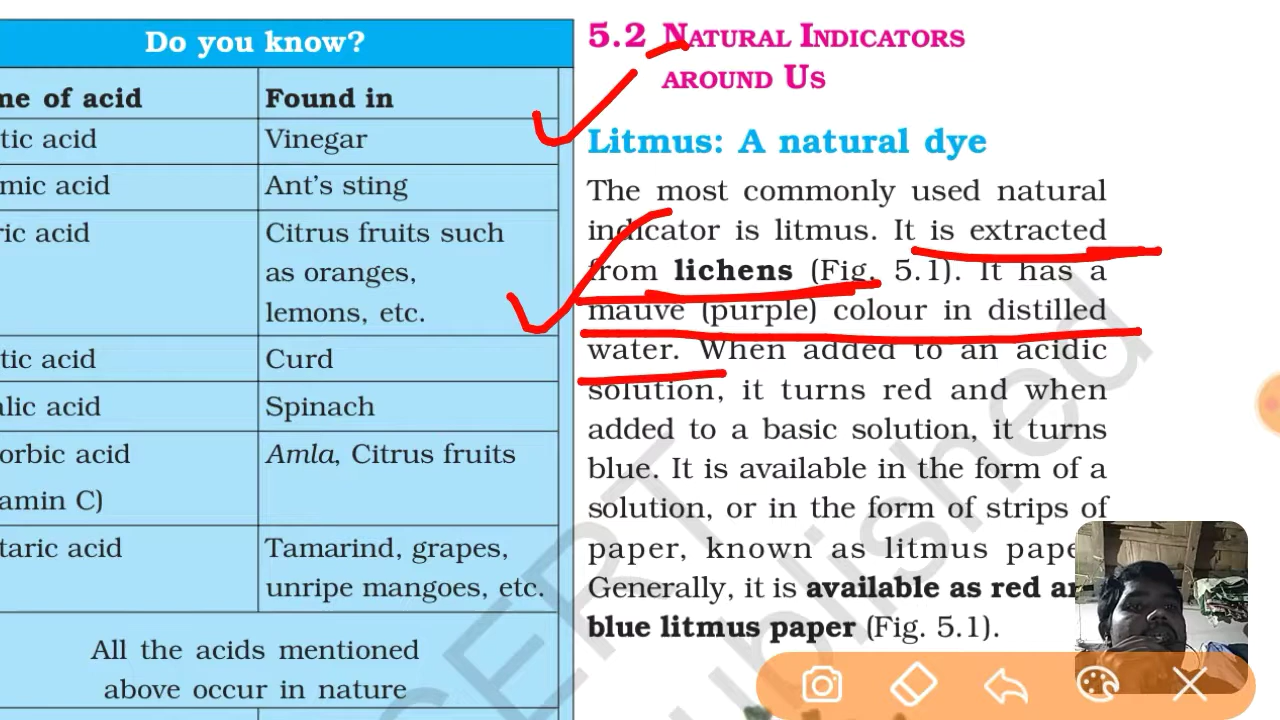 Do you know?
me of acid Found in
tic acid Vinegar
mic acid Ant's sting
ric acid Citrus fruits such
as oranges,
lemons, etc.
tic acid Curd
alic acid Spinach
orbic acid Amla, Citrus fruits
amin C)
taric acid Tamarind, grapes,
unripe mangoes, etc.
All the acids mentioned
above occur in nature
5.2 NATURAL INDICATORS
AROUND US
Litmus: A natural dye
The most commonly used natural
indicator is litmus. It is extracted
from lichens (Fig. 5.1). It has a
mauve (purple) colour in distilled
water. When added to an acidic
solution, it turns red and when
added to a basic solution, it turns
blue. It is available in the form of a
solution, or in the form of strips of
paper, known as litmus pape
Generally, it is available as red an
blue litmus paper (Fig. 5.1).